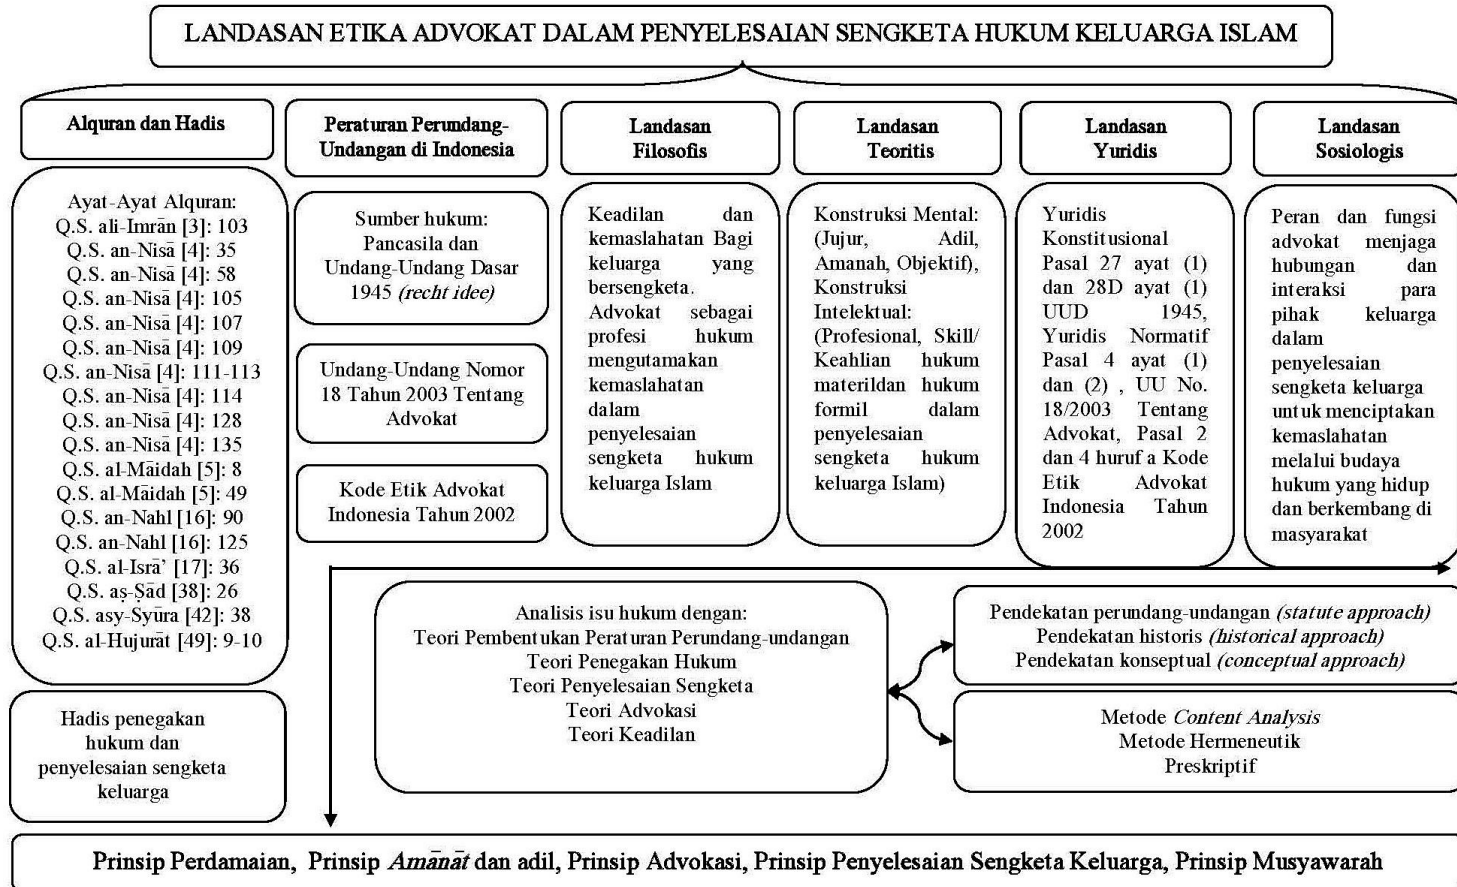 LANDASAN ETIKA ADVOKAT DALAM PENYELESAIAN SENGKETA HUKUM KELUARGA ISLAM
Alquran dan Hadis
Ayat-Ayat Alquran:
Q.S. ali-Imrān [3]: 103
Q.S. an-Nisā [4]: 35
Q.S. an-Nisā [4]: 58
Q.S. an-Nisā [4]: 105
Q.S. an-Nisā [4]: 107
Q.S. an-Nisā [4]: 109
Q.S. an-Nisā [4]: 111-113
Q.S. an-Nisā [4]: 114
Q.S. an-Nisā [4]: 128
Q.S. an-Nisā [4]: 135
Q.S. al-Māidah [5]: 8
Q.S. al-Māidah [5]: 49
Q.S. an-Nahl [16]: 90
Q.S. an-Nahl [16]: 125
Q.S. al-Isrā’ [17]: 36
Q.S. aṣ-Ṣād [38]: 26
Q.S. asy-Syūra [42]: 38
Q.S. al-Hujurāt [49]: 9-10
Hadis penegakan
hukum dan
penyelesaian sengketa
keluarga
Peraturan Perundang-
Undangan di Indonesia
Sumber hukum:
Pancasila dan
Undang-Undang Dasar
1945 (recht idee)
Undang-Undang Nomor
18 Tahun 2003 Tentang
Advokat
Kode Etik Advokat
Indonesia Tahun 2002
Landasan
Filosofis
Keadilan dan
kemaslahatan Bagi
keluarga yang
bersengketa.
Advokat sebagai
profesi hukum
mengutamakan
kemaslahatan
dalam
penyelesaian
sengketa hukum
keluarga Islam
Landasan
Teoritis
Konstruksi Mental:
(Jujur, Adil,
Amanah, Objektif),
Konstruksi
Intelektual:
(Profesional, Skill/
Keahlian hukum
materildan hukum
formil dalam
penyelesaian
sengketa hukum
keluarga Islam)
Landasan
Yuridis
Yuridis
Konstitusional
Pasal 27 ayat (1)
dan 28D ayat (1)
UUD 1945,
Yuridis Normatif
Pasal 4 ayat (1)
dan (2) , UU No.
18/2003 Tentang
Advokat, Pasal 2
dan 4 huruf a Kode
Etik Advokat
Indonesia Tahun
2002
Landasan
Sosiologis
Peran dan fungsi
advokat menjaga
hubungan dan
interaksi para
pihak keluarga
dalam
penyelesaian
sengketa keluarga
untuk menciptakan
kemaslahatan
melalui budaya
hukum yang hidup
dan berkembang di
masyarakat
Analisis isu hukum dengan:
Teori Pembentukan Peraturan Perundang-undangan
Teori Penegakan Hukum
Teori Penyelesaian Sengketa
Teori Advokasi
Teori Keadilan
Pendekatan perundang-undangan (statute approach)
Pendekatan historis (historical approach)
Pendekatan konseptual (conceptual approach)
Metode Content Analysis
Metode Hermeneutik
Preskriptif
Prinsip Perdamaian, Prinsip Amānāt dan adil, Prinsip Advokasi, Prinsip Penyelesaian Sengketa Keluarga, Prinsip Musyawarah